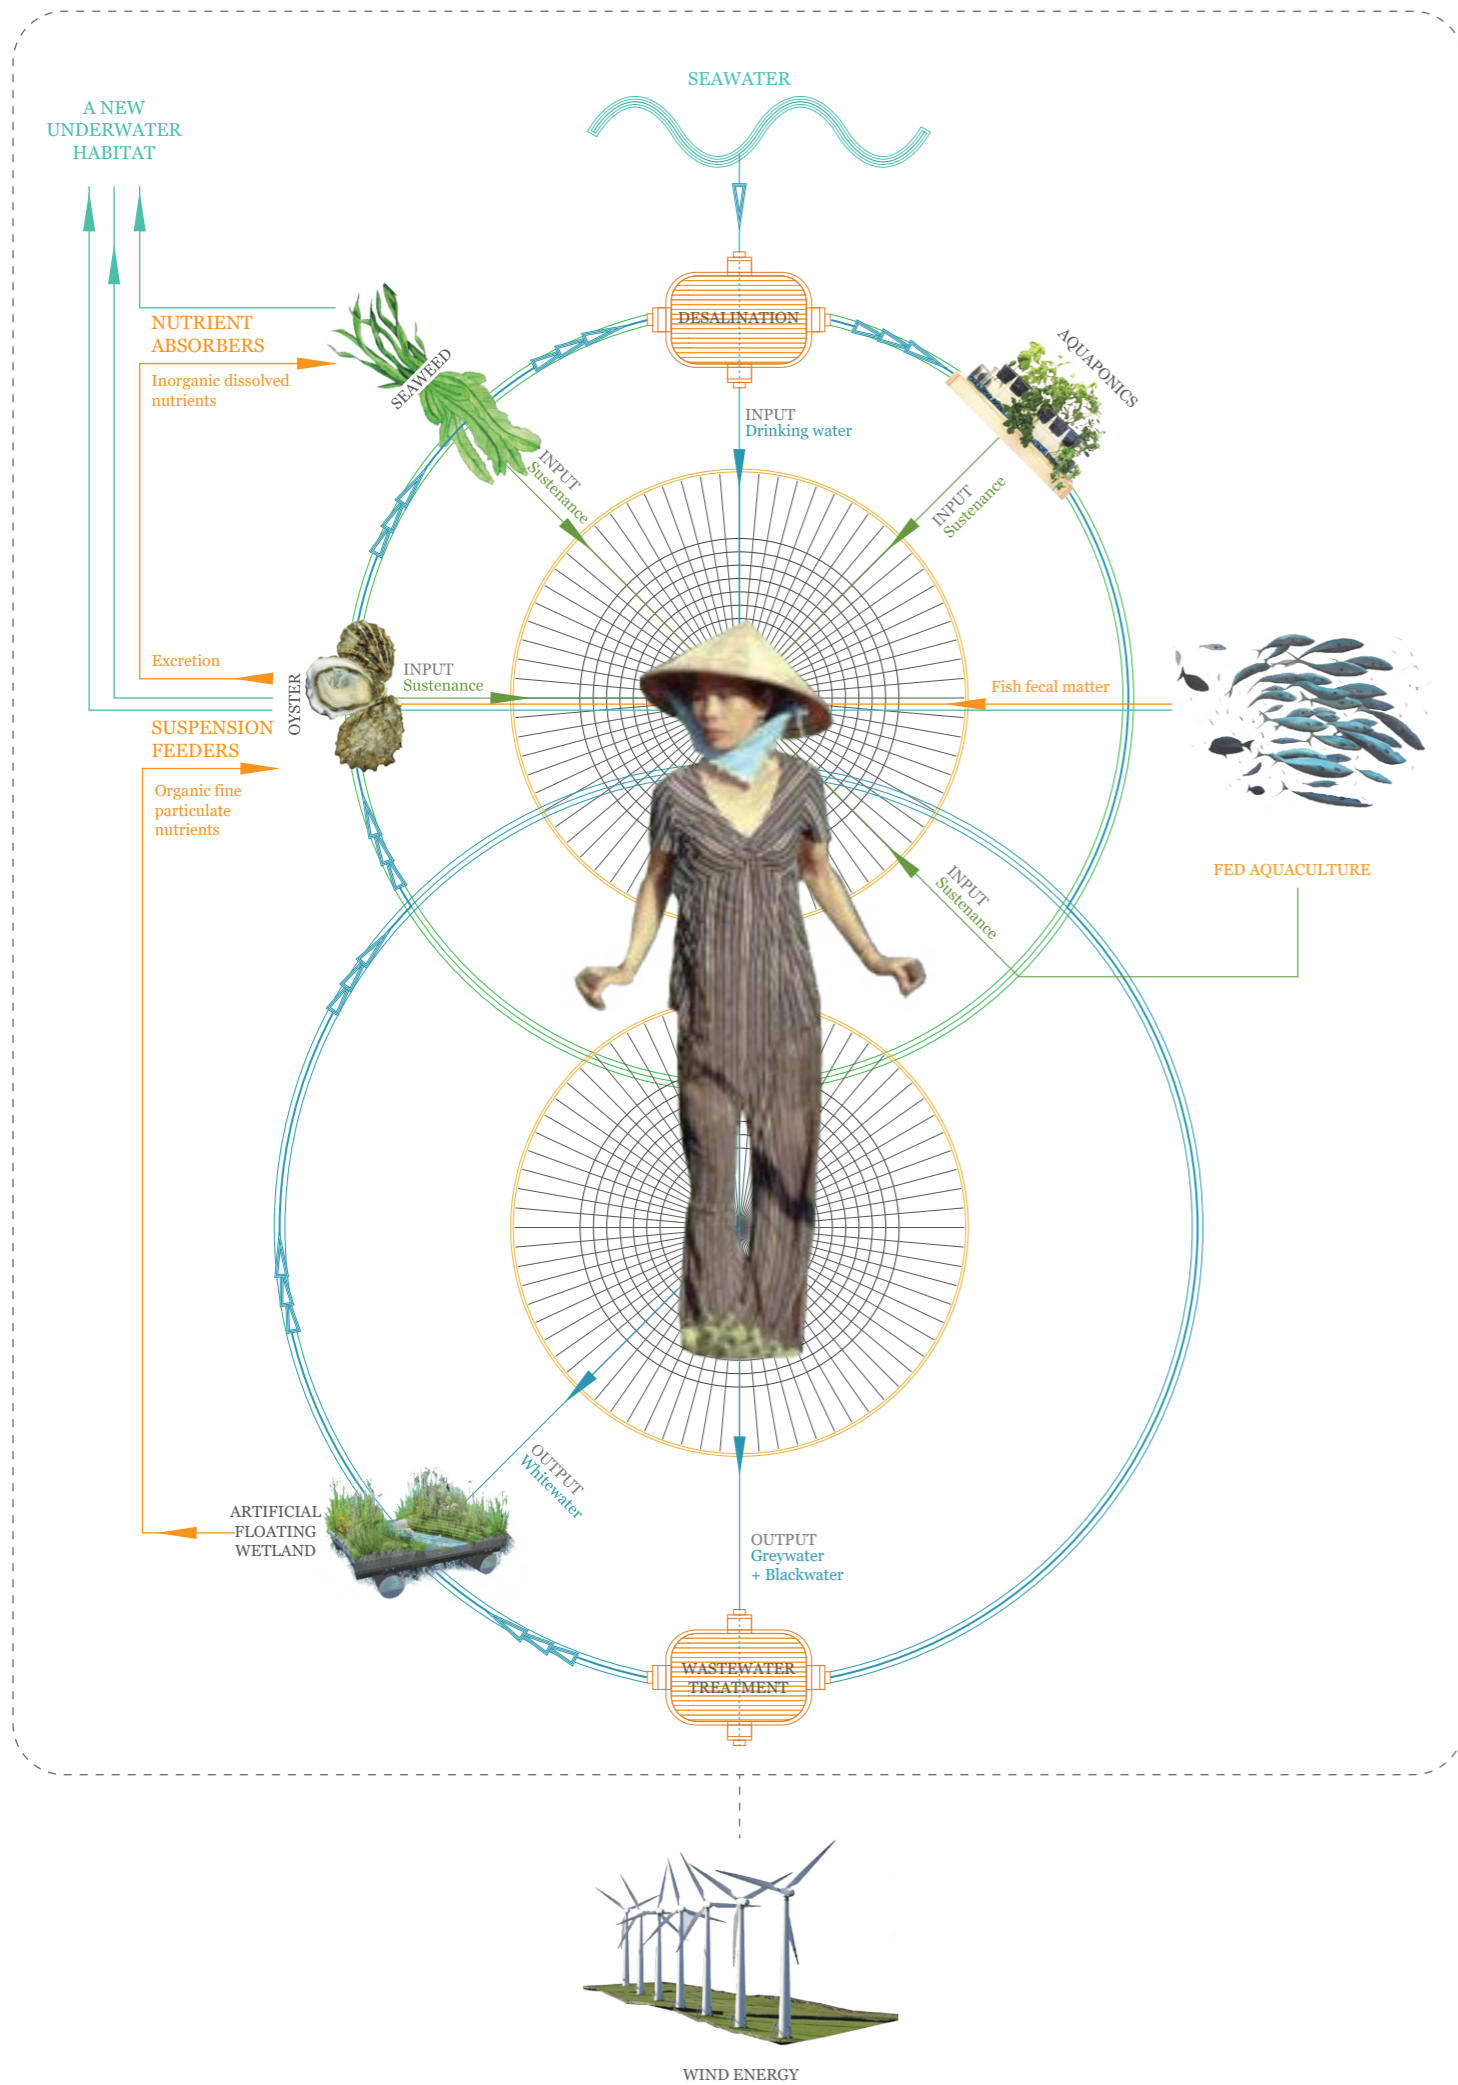 SEAWATER
A NEW
UNDERWATER
HABITAT
DESALINATION
NUTRIENT
ABSORBERS
Inorganic dissolved
nutrients
SEAWEED
AQUAPONICS
INPUT
Drinking water
INPUT
Sustenance
INPUT
Sustenance
Excretion
OYSTER
INPUT
Sustenance
Fish fecal matter
SUSPENSION
FEEDERS
Organic fine
particulate
nutrients
FED AQUACULTURE
INPUT
Sustenance
OUTPUT
Whitewater
ARTIFICIAL
FLOATING
WETLAND
OUTPUT
Greywater
+ Blackwater
WASTEWATER
TREATMENT
WIND ENERGY